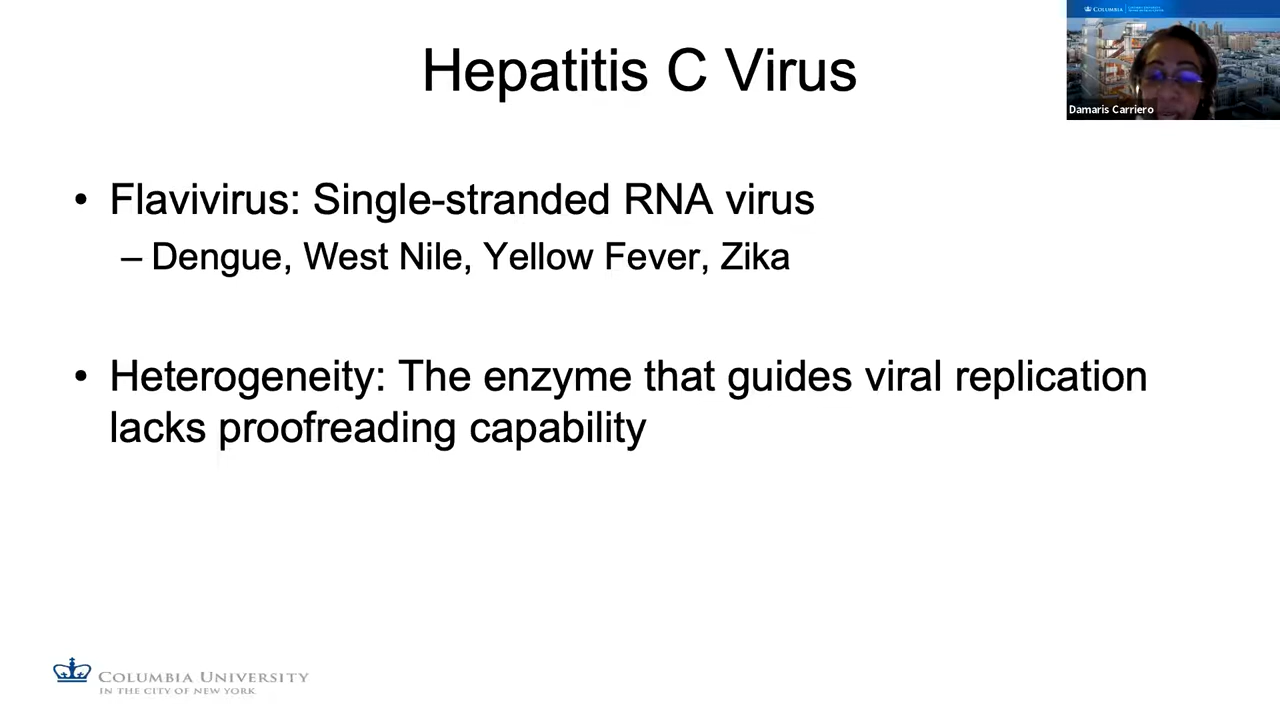 Hepatitis C Virus
COLUMBIA
Damaris Carriero
• Flavivirus: Single-stranded RNA virus
– Dengue, West Nile, Yellow Fever, Zika
• Heterogeneity: The enzyme that guides viral replication
lacks proofreading capability
COLUMBIA UNIVERSITY
IN THE CITY OF NEW YORK